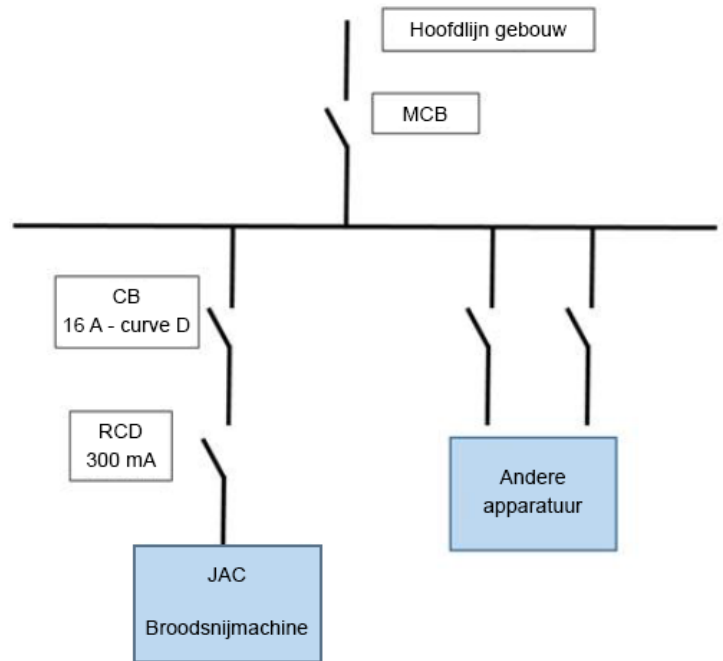 Hoofdlijn gebouw
MCB
CB
16 A - curve D
RCD
300 mA
Andere
apparatuur
JAC
Broodsnijmachine